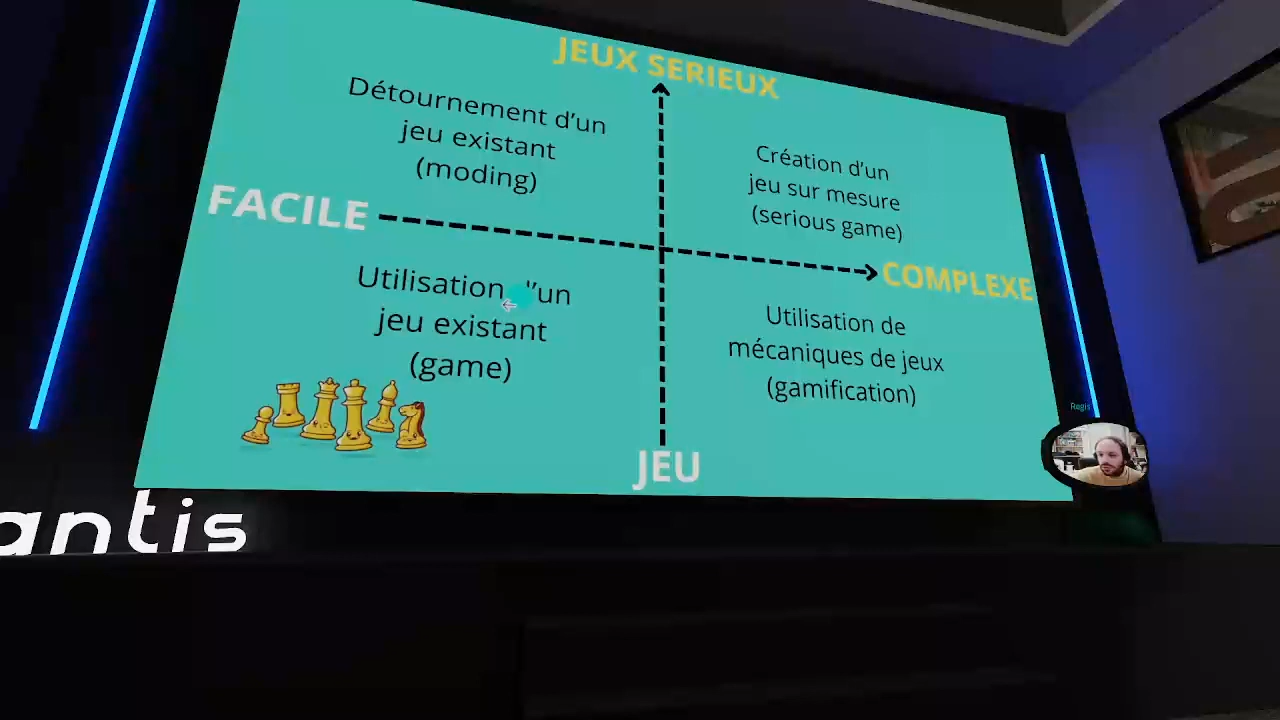 JEUX SERIEUX
Détournement d'un
jeu existant
(moding)
Création d'un
jeu sur mesure
(serious game)
FACILE
COMPLEXE
Utilisation d'un
jeu existant
(game)
Utilisation de
mécaniques de jeux
(gamification)
JEU
Regis
antis